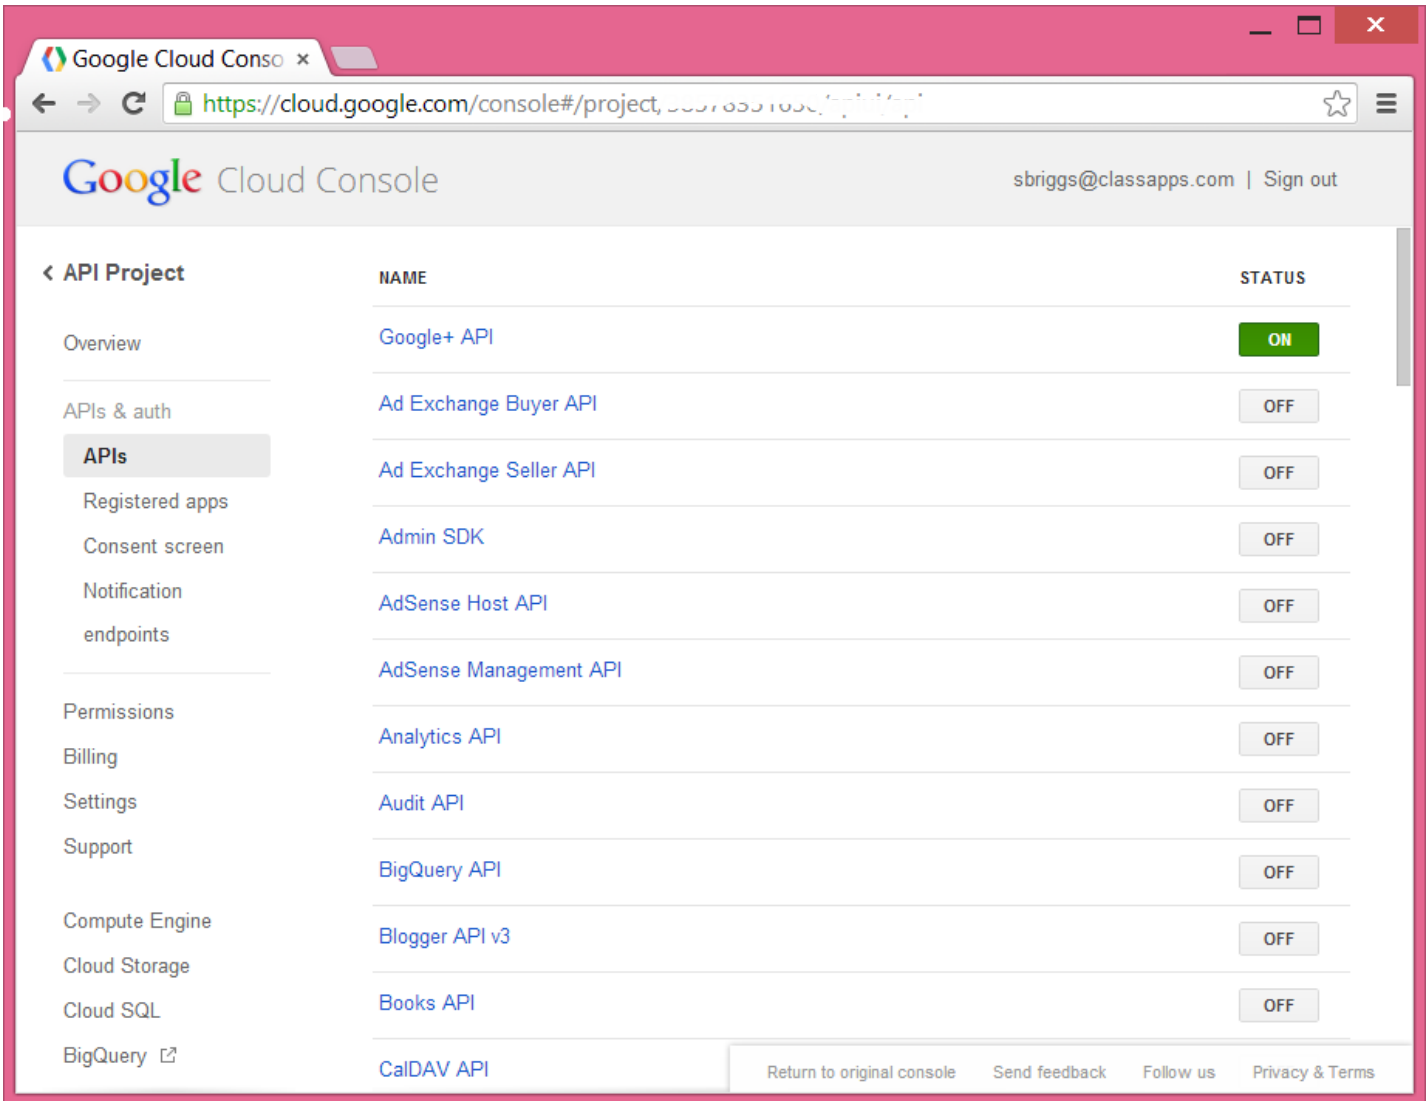 Google Cloud Conso
https://cloud.google.com/console#/project
Google Cloud Console
sbriggs@classapps.com | Sign out
API Project
Overview
APIs & auth
APIs
Registered apps
Consent screen
Notification
endpoints
Permissions
Billing
Settings
Support
Compute Engine
Cloud Storage
Cloud SQL
BigQuery
NAME STATUS
Google+ API ON
Ad Exchange Buyer API OFF
Ad Exchange Seller API OFF
Admin SDK OFF
AdSense Host API OFF
AdSense Management API OFF
Analytics API OFF
Audit API OFF
BigQuery API OFF
Blogger API v3 OFF
Books API OFF
CalDAV API
Return to original console Send feedback Follow us Privacy & Terms